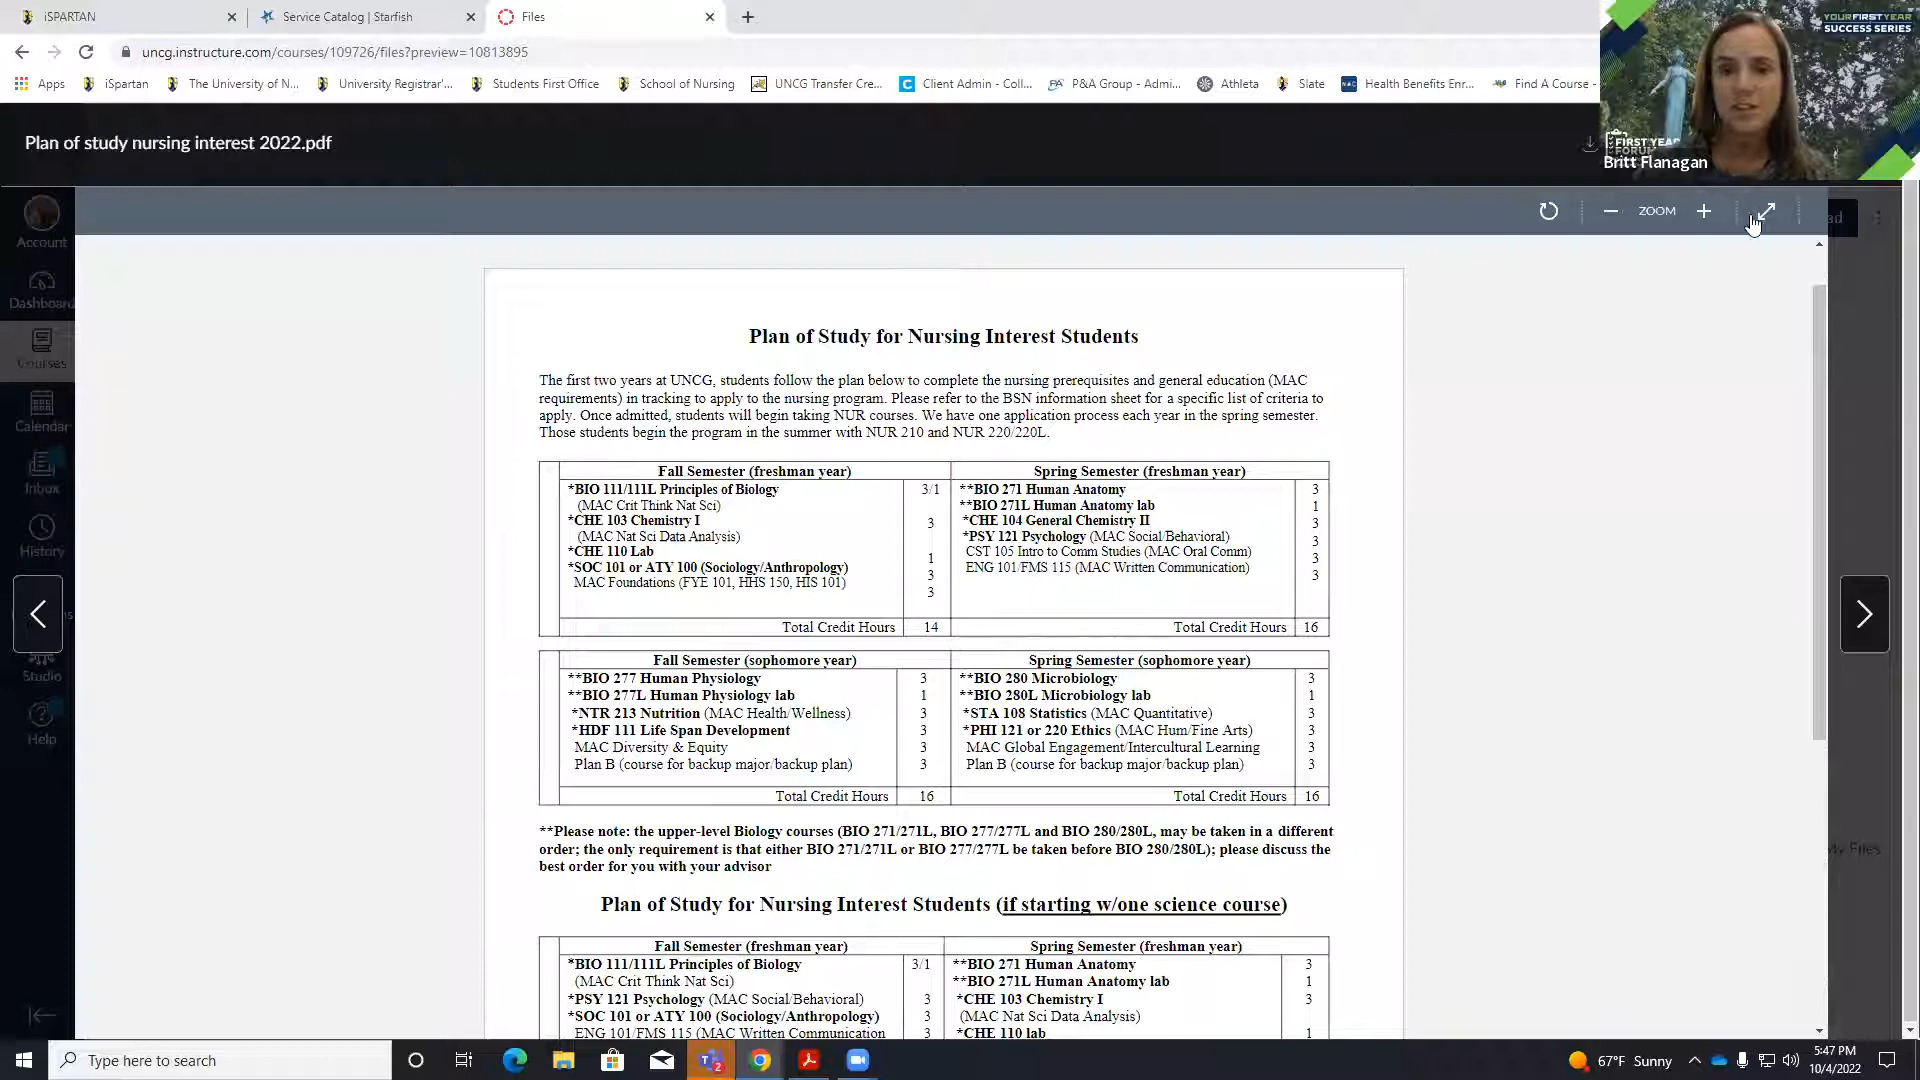 iSPARTAN
Service Catalog | Starfish
Files
uncg.instructure.com/courses/109726/files?preview=10813895
Apps
iSpartan
The University of N...
University Registrar'...
Students First Office
School of Nursing
UNCG Transfer Cre...
Client Admin - Coll...
P&A Group - Admi...
Athleta
Slate
Health Benefits Enr...
Find A Course -
YOUR FIRST YEAR
SUCCESS SERIES
FIRST YEAR
FORUM
Britt Flanagan
Plan of study nursing interest 2022.pdf
ZOOM
Account
Dashboard
Courses
Calendar
Inbox
History
Studio
Help
My Files
Plan of Study for Nursing Interest Students
The first two years at UNCG, students follow the plan below to complete the nursing prerequisites and general education (MAC
requirements) in tracking to apply to the nursing program. Please refer to the BSN information sheet for a specific list of criteria to
apply. Once admitted, students will begin taking NUR courses. We have one application process each year in the spring semester.
Those students begin the program in the summer with NUR 210 and NUR 220/220L.
Fall Semester (freshman year) Spring Semester (freshman year)
*BIO 111/111L Principles of Biology 3/1 **BIO 271 Human Anatomy 3
(MAC Crit Think Nat Sci) **BIO 271L Human Anatomy lab 1
*CHE 103 Chemistry I 3 *CHE 104 General Chemistry II 3
(MAC Nat Sci Data Analysis) *PSY 121 Psychology (MAC Social/Behavioral) 3
*CHE 110 Lab 1 CST 105 Intro to Comm Studies (MAC Oral Comm) 3
*SOC 101 or ATY 100 (Sociology/Anthropology) 3 ENG 101/FMS 115 (MAC Written Communication) 3
MAC Foundations (FYE 101, HHS 150, HIS 101) 3
Total Credit Hours 14 Total Credit Hours 16
Fall Semester (sophomore year) Spring Semester (sophomore year)
**BIO 277 Human Physiology 3 **BIO 280 Microbiology 3
**BIO 277L Human Physiology lab 1 **BIO 280L Microbiology lab 1
*NTR 213 Nutrition (MAC Health/Wellness) 3 *STA 108 Statistics (MAC Quantitative) 3
*HDF 111 Life Span Development 3 *PHI 121 or 220 Ethics (MAC Hum/Fine Arts) 3
MAC Diversity & Equity 3 MAC Global Engagement/Intercultural Learning 3
Plan B (course for backup major/backup plan) 3 Plan B (course for backup major/backup plan) 3
Total Credit Hours 16 Total Credit Hours 16
**Please note: the upper-level Biology courses (BIO 271/271L, BIO 277/277L and BIO 280/280L, may be taken in a different
order; the only requirement is that either BIO 271/271L or BIO 277/277L be taken before BIO 280/280L); please discuss the
best order for you with your advisor
Plan of Study for Nursing Interest Students (if starting w/one science course)
Fall Semester (freshman year) Spring Semester (freshman year)
*BIO 111/111L Principles of Biology 3/1 **BIO 271 Human Anatomy 3
(MAC Crit Think Nat Sci) **BIO 271L Human Anatomy lab 1
*PSY 121 Psychology (MAC Social/Behavioral) 3 *CHE 103 Chemistry I 3
*SOC 101 or ATY 100 (Sociology/Anthropology) 3 (MAC Nat Sci Data Analysis)
ENG 101/FMS 115 (MAC Written Communication 3 *CHE 110 lab 1
Type here to search
2
67°F Sunny
5:47 PM
10/4/2022